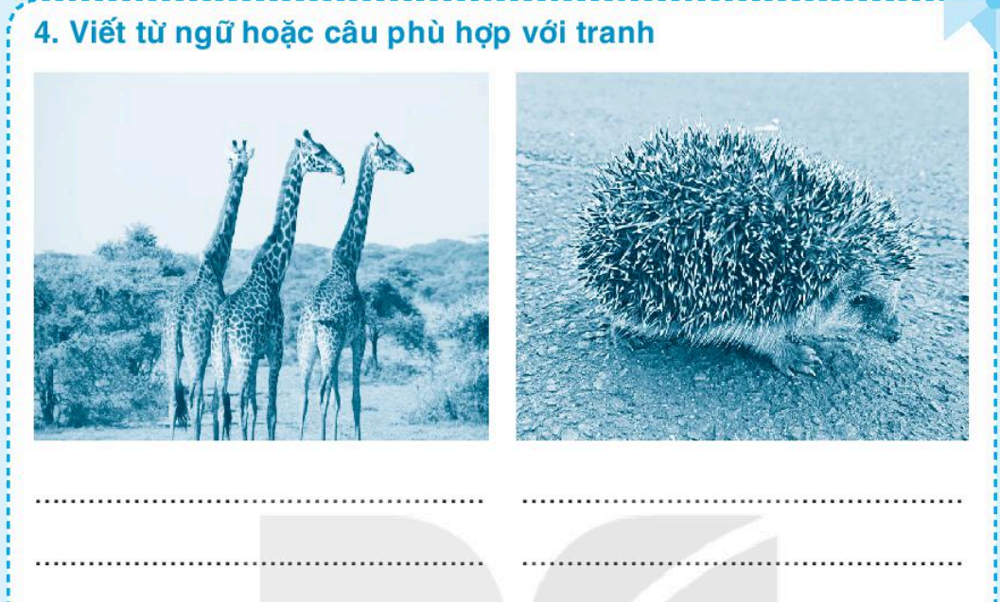 4. Viết từ ngữ hoặc câu phù hợp với tranh